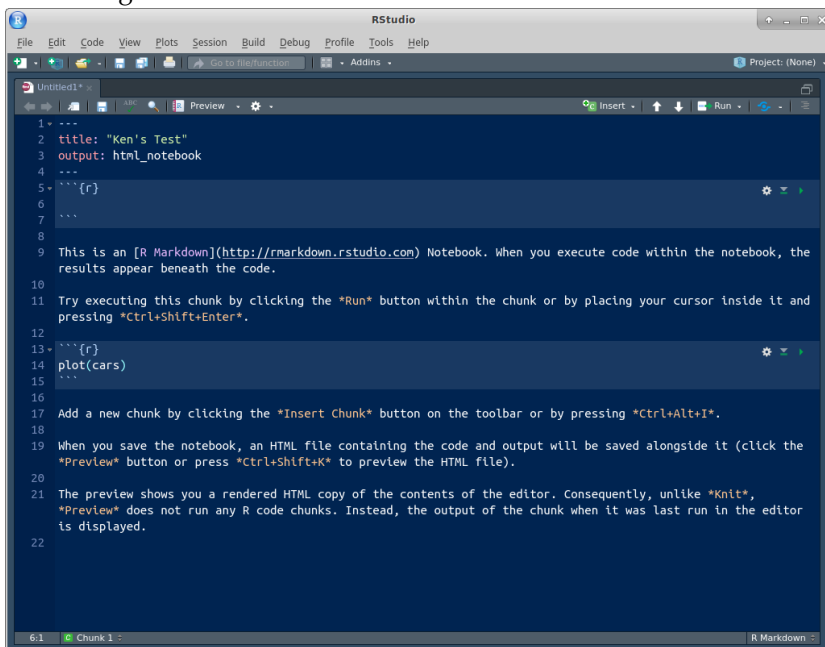 RStudio
File Edit Code View Plots Session Build Debug Profile Tools Help
Go to file/function Addins Project: (None)
Untitled1*
ABC Preview Insert Run
1 ---
2 title: "Ken's Test"
3 output: html_notebook
4 ---
5 ```{r}
6
7 ```
8
9 This is an [R Markdown](http://rmarkdown.rstudio.com) Notebook. When you execute code within the notebook, the
results appear beneath the code.
10
11 Try executing this chunk by clicking the *Run* button within the chunk or by placing your cursor inside it and
pressing *Ctrl+Shift+Enter*.
12
13 ```{r}
14 plot(cars)
15 ```
16
17 Add a new chunk by clicking the *Insert Chunk* button on the toolbar or by pressing *Ctrl+Alt+I*.
18
19 When you save the notebook, an HTML file containing the code and output will be saved alongside it (click the
*Preview* button or press *Ctrl+Shift+K* to preview the HTML file).
20
21 The preview shows you a rendered HTML copy of the contents of the editor. Consequently, unlike *Knit*,
*Preview* does not run any R code chunks. Instead, the output of the chunk when it was last run in the editor
is displayed.
22
6:1 Chunk 1 R Markdown